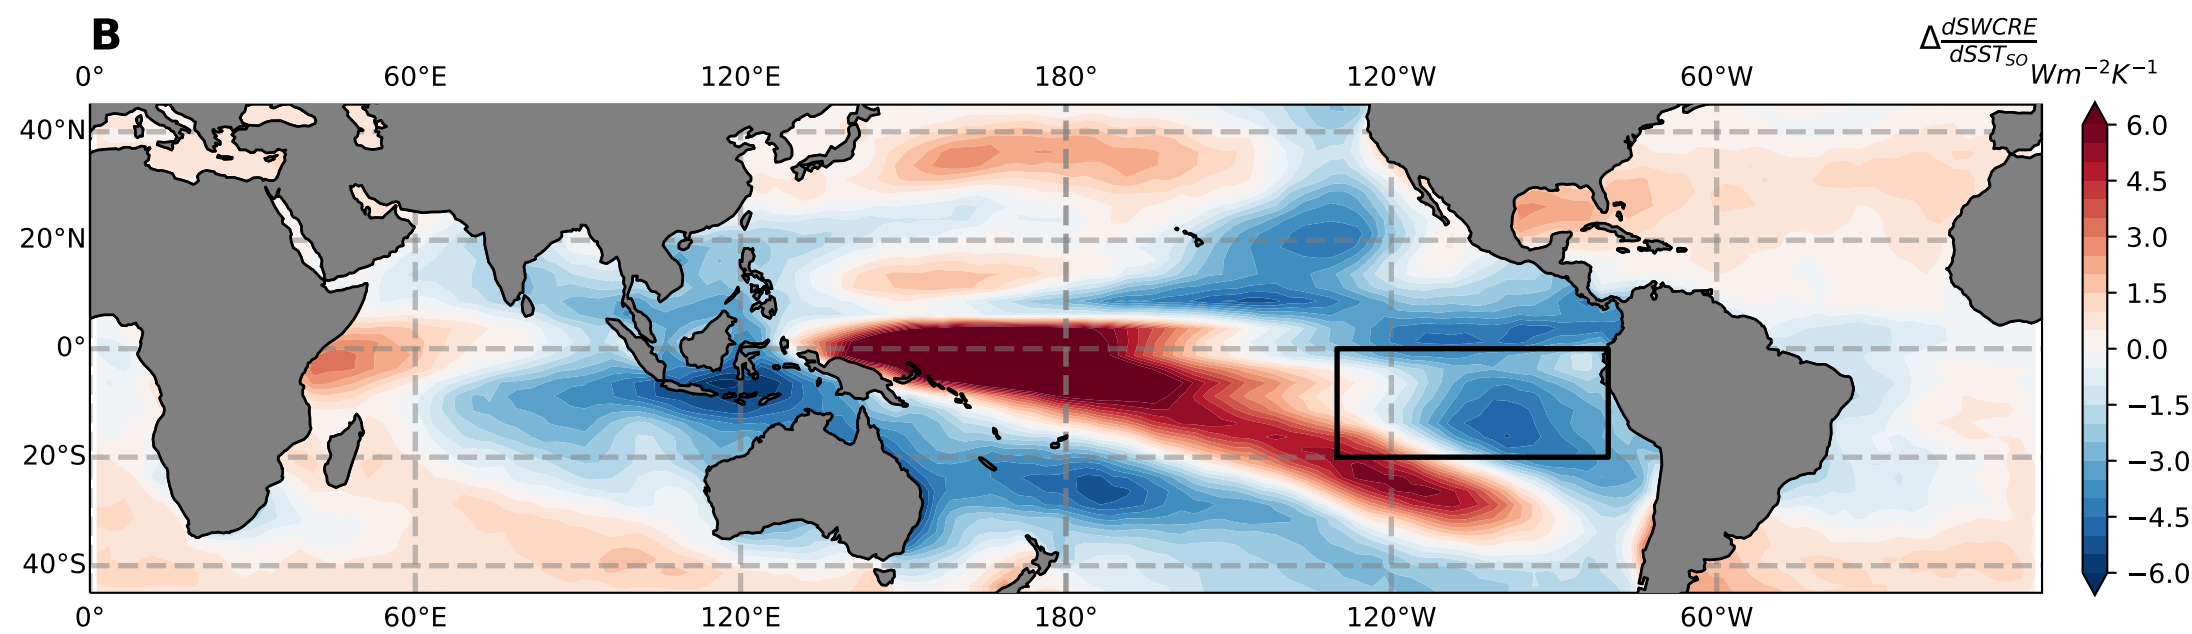 B
Δ dSWCRE
dSST_SO
Wm⁻²K⁻¹
0° 60°E 120°E 180° 120°W 60°W
40°N
20°N
0°
20°S
40°S
0° 60°E 120°E 180° 120°W 60°W
6.0
4.5
3.0
1.5
0.0
−1.5
−3.0
−4.5
−6.0